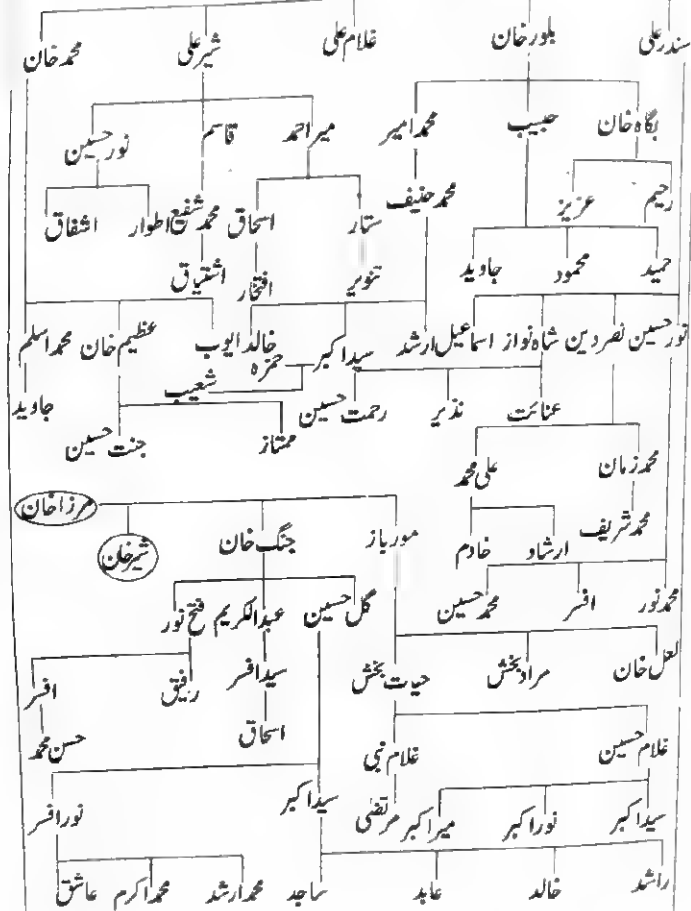 سندر علی بلور خان غلام علی شیر علی محمد خان
بگاہ خان حبیب محمد امیر میر احمد قاسم نور حسین
رحیم عزیز محمد حنیف ستار اسحاق محمد شفیع اطوار اشفاق
حمید محمود جاوید تنویر افتخار اشتیاق
نور حسین نصر دین شاہ نواز اسماعیل ارشد سید اکبر خالد ایوب عظیم خان محمد اسلم
حمزہ
عنائت نذیر رحمت حسین شعیب جاوید
ممتاز جنت حسین
محمد زمان علی محمد
محمد شریف ارشاد خادم مورباز جنگ خان شیر خان مرزا خان
محمد نور افسر محمد حسین گل حسین عبدالکریم فتح نور
لعل خان مراد بخش حیات بخش سید افسر رفیق افسر
غلام حسین غلام نبی اسحاق حسن محمد
سید اکبر نور اکبر میر اکبر مرتضی سید اکبر نور افسر
راشد خالد عابد ساجد محمد ارشد محمد اکرم عاشق